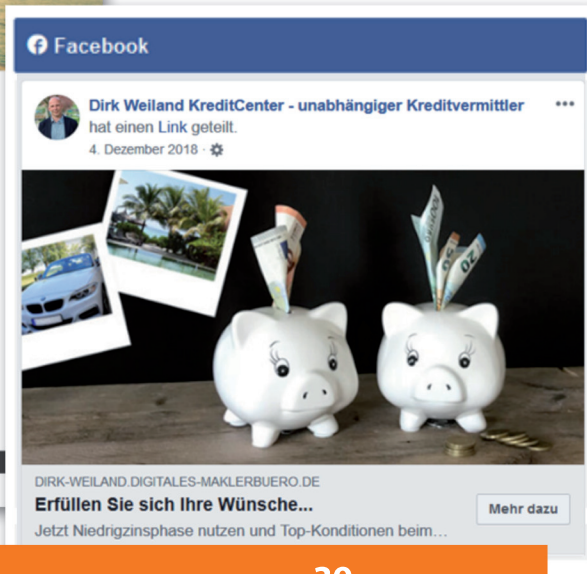 Facebook
Dirk Weiland KreditCenter - unabhängiger Kreditvermittler
hat einen Link geteilt.
4. Dezember 2018 ·
20
DIRK-WEILAND.DIGITALES-MAKLERBUERO.DE
Erfüllen Sie sich Ihre Wünsche...
Mehr dazu
Jetzt Niedrigzinsphase nutzen und Top-Konditionen beim…